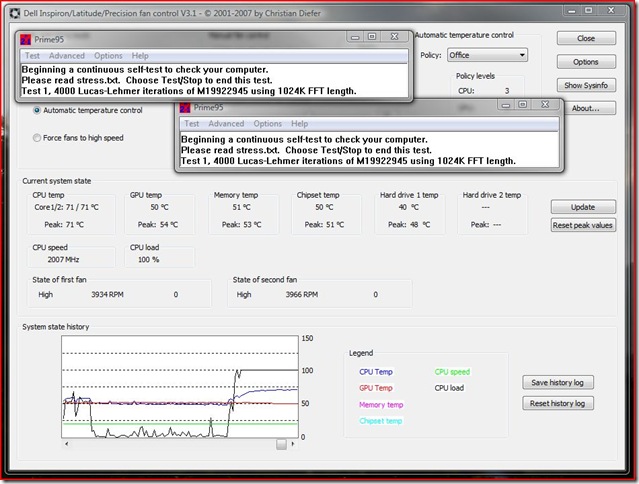 Dell Inspiron/Latitude/Precision fan control V3.1 - © 2001-2007 by Christian Diefer
Prime95
Test Advanced Options Help
Beginning a continuous self-test to check your computer.
Please read stress.txt. Choose Test/Stop to end this test.
Test 1, 4000 Lucas-Lehmer iterations of M19922945 using 1024K FFT length.
Automatic temperature control
Policy: Office
Policy levels
CPU: 3
Close
Options
Show Sysinfo
About...
Prime95
Test Advanced Options Help
Beginning a continuous self-test to check your computer.
Please read stress.txt. Choose Test/Stop to end this test.
Test 1, 4000 Lucas-Lehmer iterations of M19922945 using 1024K FFT length.
Automatic temperature control
Force fans to high speed
Current system state
CPU temp
Core1/2: 71 / 71 °C
Peak: 71 °C
GPU temp
50 °C
Peak: 54 °C
Memory temp
51 °C
Peak: 53 °C
Chipset temp
50 °C
Peak: 51 °C
Hard drive 1 temp
40 °C
Peak: 48 °C
Hard drive 2 temp
---
Peak: ---
Update
Reset peak values
CPU speed
2007 MHz
CPU load
100 %
State of first fan
High 3934 RPM 0
State of second fan
High 3966 RPM 0
System state history
150
100
50
0
Legend
CPU Temp
CPU speed
GPU Temp
CPU load
Memory temp
Chipset temp
Save history log
Reset history log